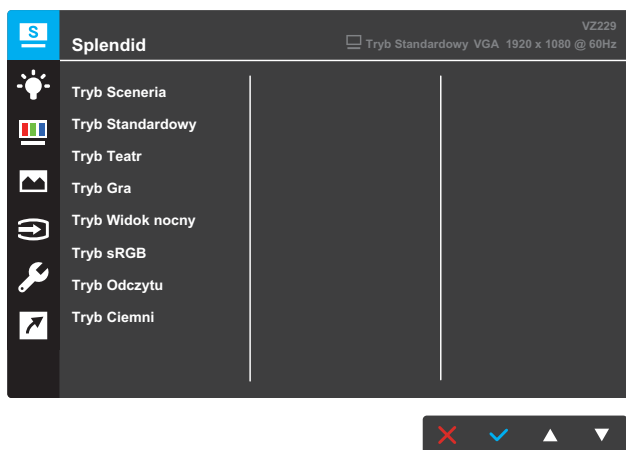 S
VZ229
Splendid
Tryb Standardowy VGA 1920 x 1080 @ 60Hz
Tryb Sceneria
Tryb Standardowy
Tryb Teatr
Tryb Gra
Tryb Widok nocny
Tryb sRGB
Tryb Odczytu
Tryb Ciemni